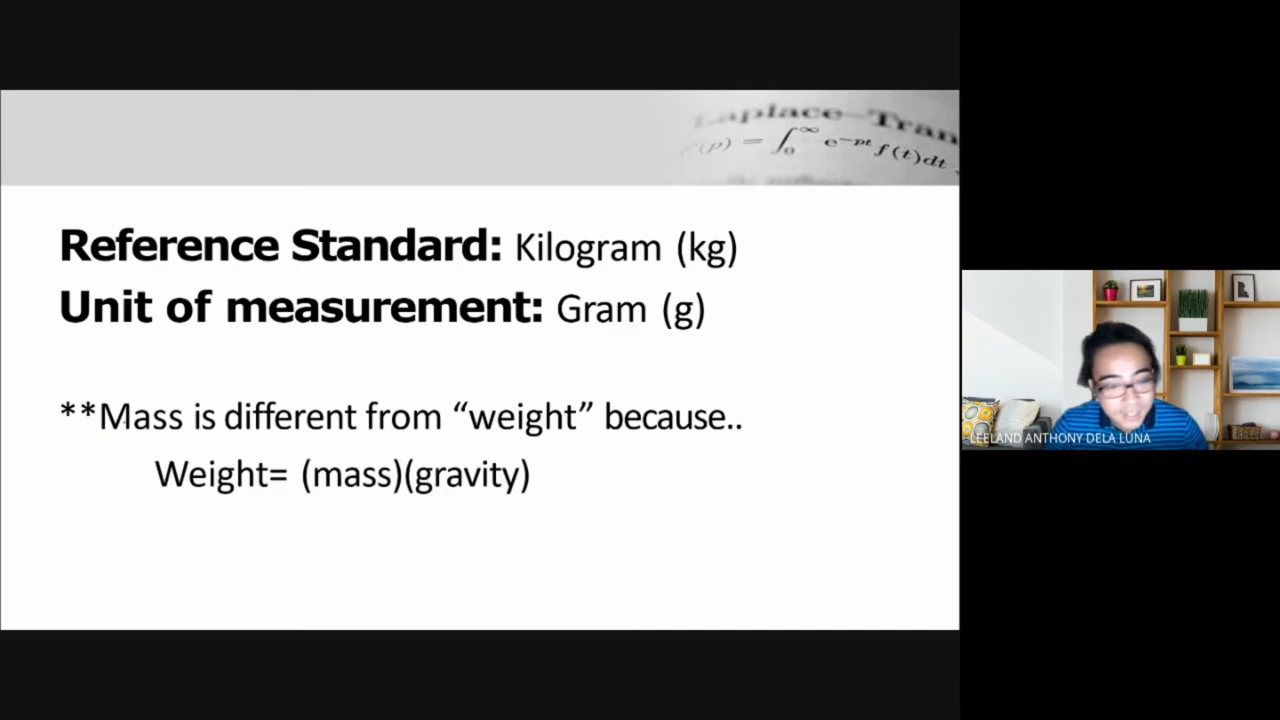 Laplace-Tran
(p) = ∫₀^∞ e^-pt f(t)dt
Reference Standard: Kilogram (kg)
Unit of measurement: Gram (g)
**Mass is different from “weight” because..
Weight= (mass)(gravity)
LEELAND ANTHONY DELA LUNA